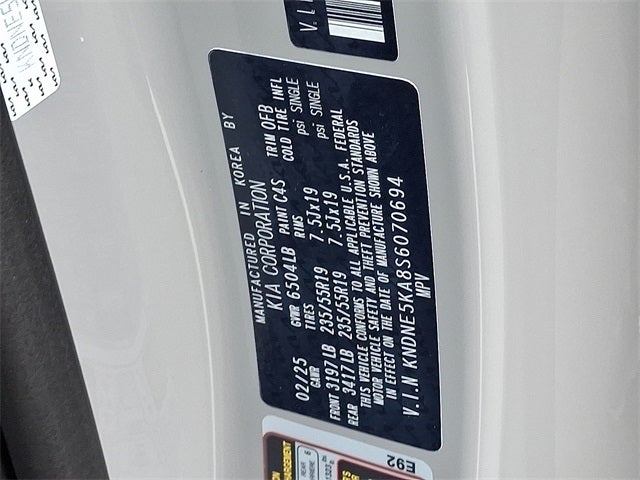 MANUFACTURED IN KOREA BY
KIA CORPORATION
02/25 GVWR 6504LB PAINT C4S TRIM OFB
GAWR TIRES RIMS COLD TIRE INFL
FRONT 3197LB 235/55R19 7.5Jx19 psi SINGLE
REAR 3417LB 235/55R19 7.5Jx19 psi SINGLE
THIS VEHICLE CONFORMS TO ALL APPLICABLE U.S.A. FEDERAL
MOTOR VEHICLE SAFETY AND THEFT PREVENTION STANDARDS
IN EFFECT ON THE DATE OF MANUFACTURE SHOWN ABOVE
V.I.N KNDNE5KA8S6070694
MPV
E92
REAR
6
V.I